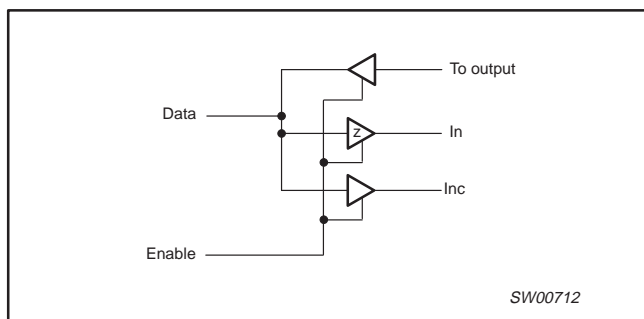 To output
Data
z
In
Inc
Enable
SW00712